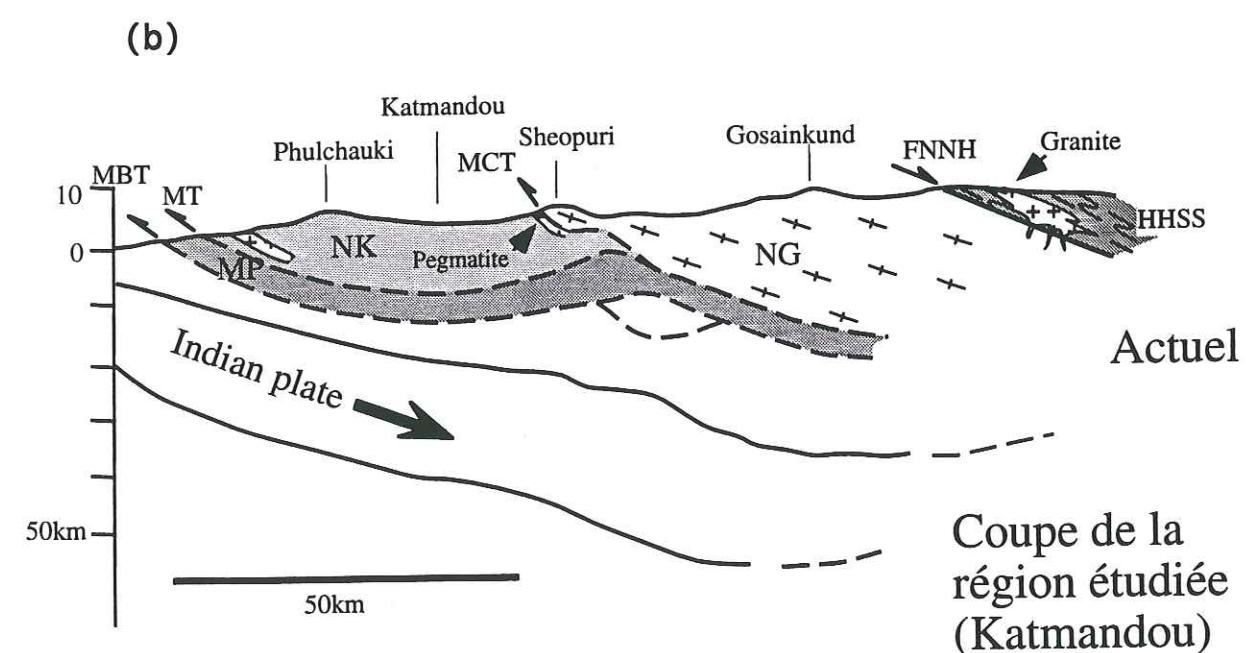 (b)
Katmandou
Phulchauki
Sheopuri
Gosainkund
FNNH
Granite
MCT
MBT
MT
10
0
MP
NK
Pegmatite
NG
HHSS
Actuel
Indian plate
50km
50km
Coupe de la
région étudiée
(Katmandou)